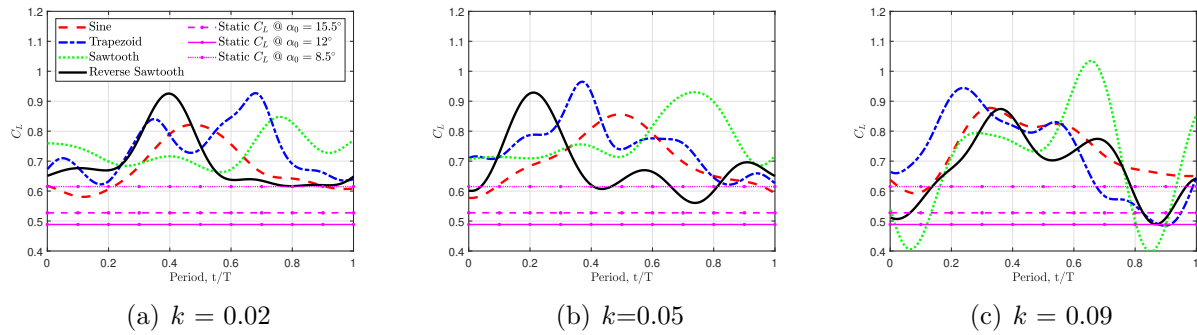 1.2
1.1
1
0.9
0.8
0.7
0.6
0.5
0.4
C_L
Sine
Trapezoid
Sawtooth
Reverse Sawtooth
Static C_L @ α_0 = 15.5°
Static C_L @ α_0 = 12°
Static C_L @ α_0 = 8.5°
0 0.2 0.4 0.6 0.8 1
Period, t/T
(a) k = 0.02
1.2
1.1
1
0.9
0.8
0.7
0.6
0.5
0.4
C_L
0 0.2 0.4 0.6 0.8 1
Period, t/T
(b) k=0.05
1.2
1.1
1
0.9
0.8
0.7
0.6
0.5
0.4
C_L
0 0.2 0.4 0.6 0.8 1
Period, t/T
(c) k = 0.09